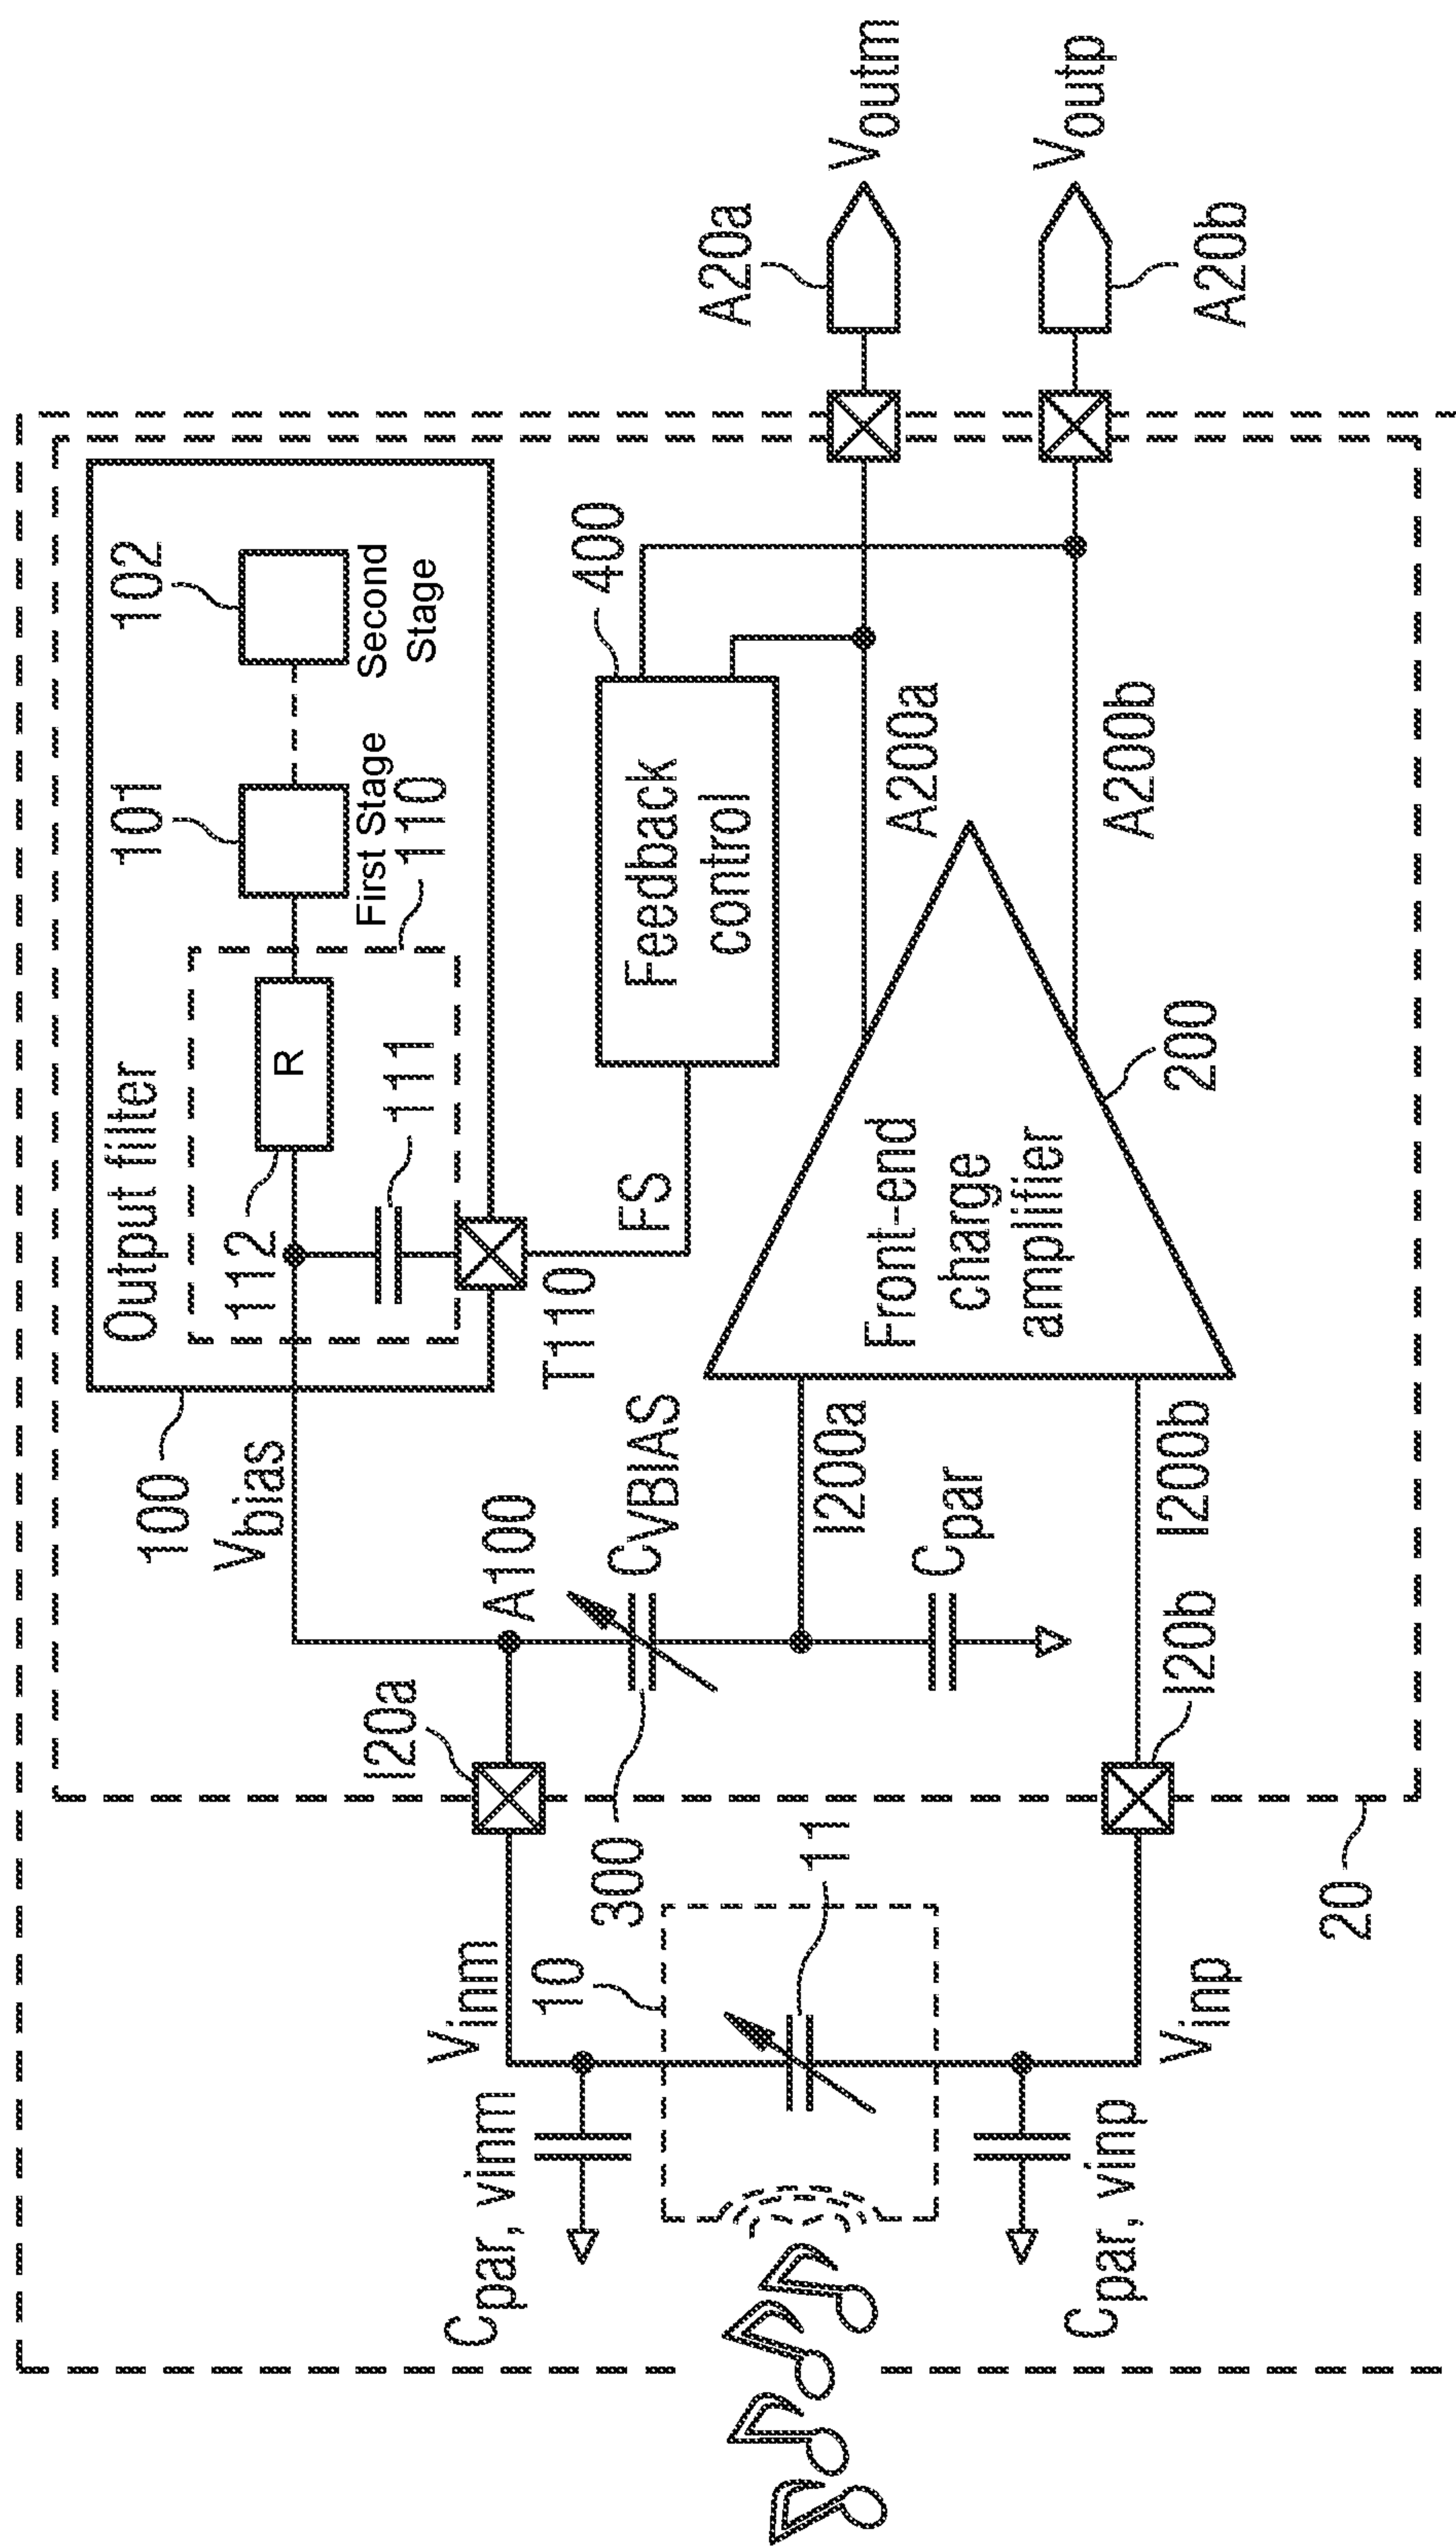 Output filter
112
R
101
First Stage
102
Second
Stage
110
111
100
Vbias
T110
FS
Feedback
control
400
A100
I20a
CVBIAS
300
I200a
Cpar
I200b
I20b
Front-end
charge
amplifier
200
A200a
A200b
A20a
Voutm
Voutp
A20b
Vinm
10
11
Cpar, vinm
Cpar, vinp
Vinp
20